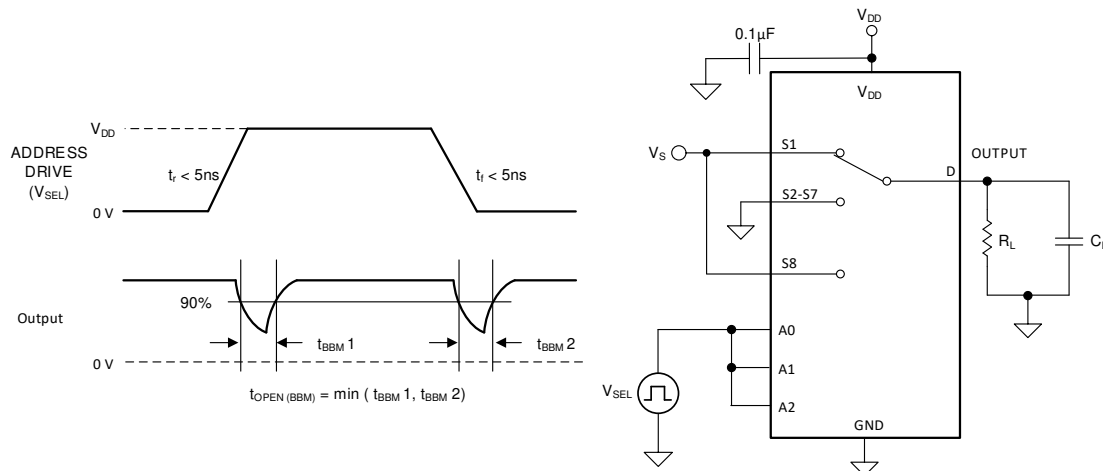 V_DD
ADDRESS
DRIVE
(V_SEL)
t_r < 5ns
t_f < 5ns
0 V
90%
Output
t_BBM 1
t_BBM 2
0 V
t_OPEN (BBM) = min ( t_BBM 1, t_BBM 2)
V_DD
0.1µF
V_DD
V_S
S1
OUTPUT
D
S2-S7
R_L
S8
A0
A1
V_SEL
A2
GND